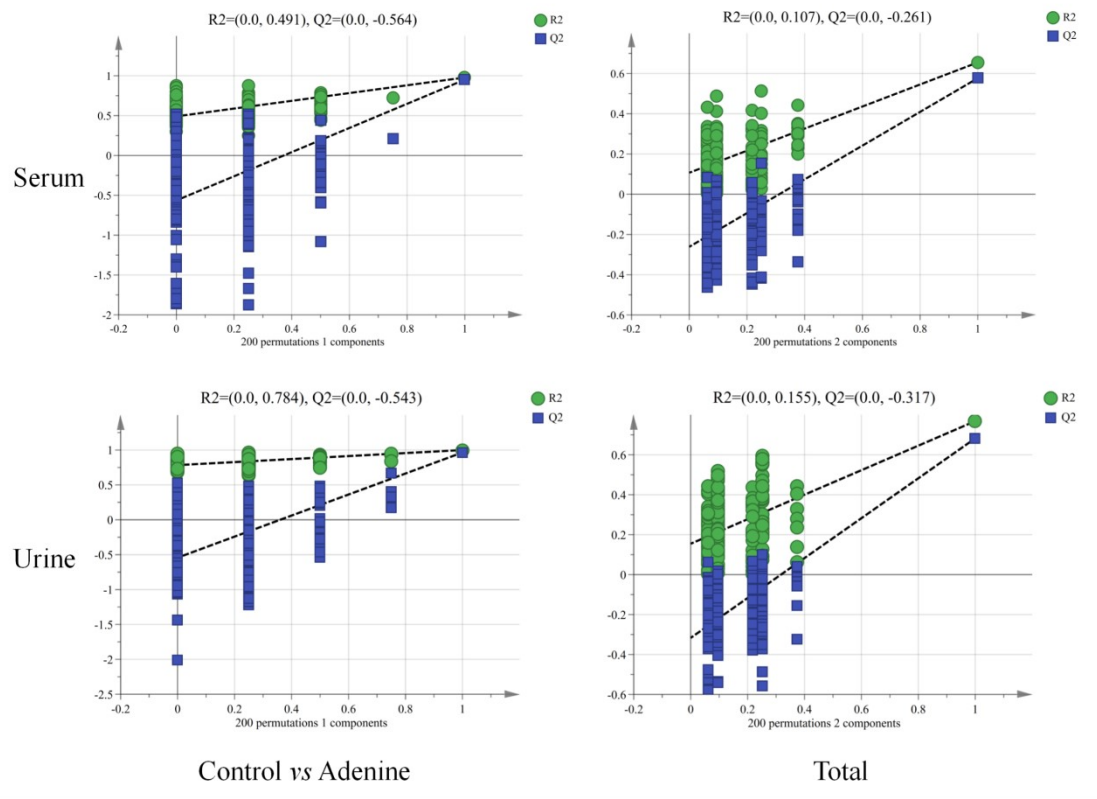 R2=(0.0, 0.491), Q2=(0.0, -0.564)
R2
Q2
1
0.5
0
-0.5
-1
-1.5
-2
-0.2 0 0.2 0.4 0.6 0.8 1
200 permutations 1 components
R2=(0.0, 0.107), Q2=(0.0, -0.261)
R2
Q2
0.6
0.4
0.2
0
-0.2
-0.4
-0.6
-0.2 0 0.2 0.4 0.6 0.8 1
200 permutations 2 components
Serum
R2=(0.0, 0.784), Q2=(0.0, -0.543)
R2
Q2
1
0.5
0
-0.5
-1
-1.5
-2
-2.5
-0.2 0 0.2 0.4 0.6 0.8 1
200 permutations 1 components
R2=(0.0, 0.155), Q2=(0.0, -0.317)
R2
Q2
0.6
0.4
0.2
0
-0.2
-0.4
-0.6
-0.2 0 0.2 0.4 0.6 0.8 1
200 permutations 2 components
Urine
Control vs Adenine
Total